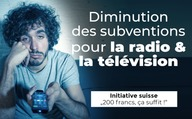 Diminution
des subventions
pour la radio &
la télévision
Initiative suisse
„200 francs, ça suffit !"